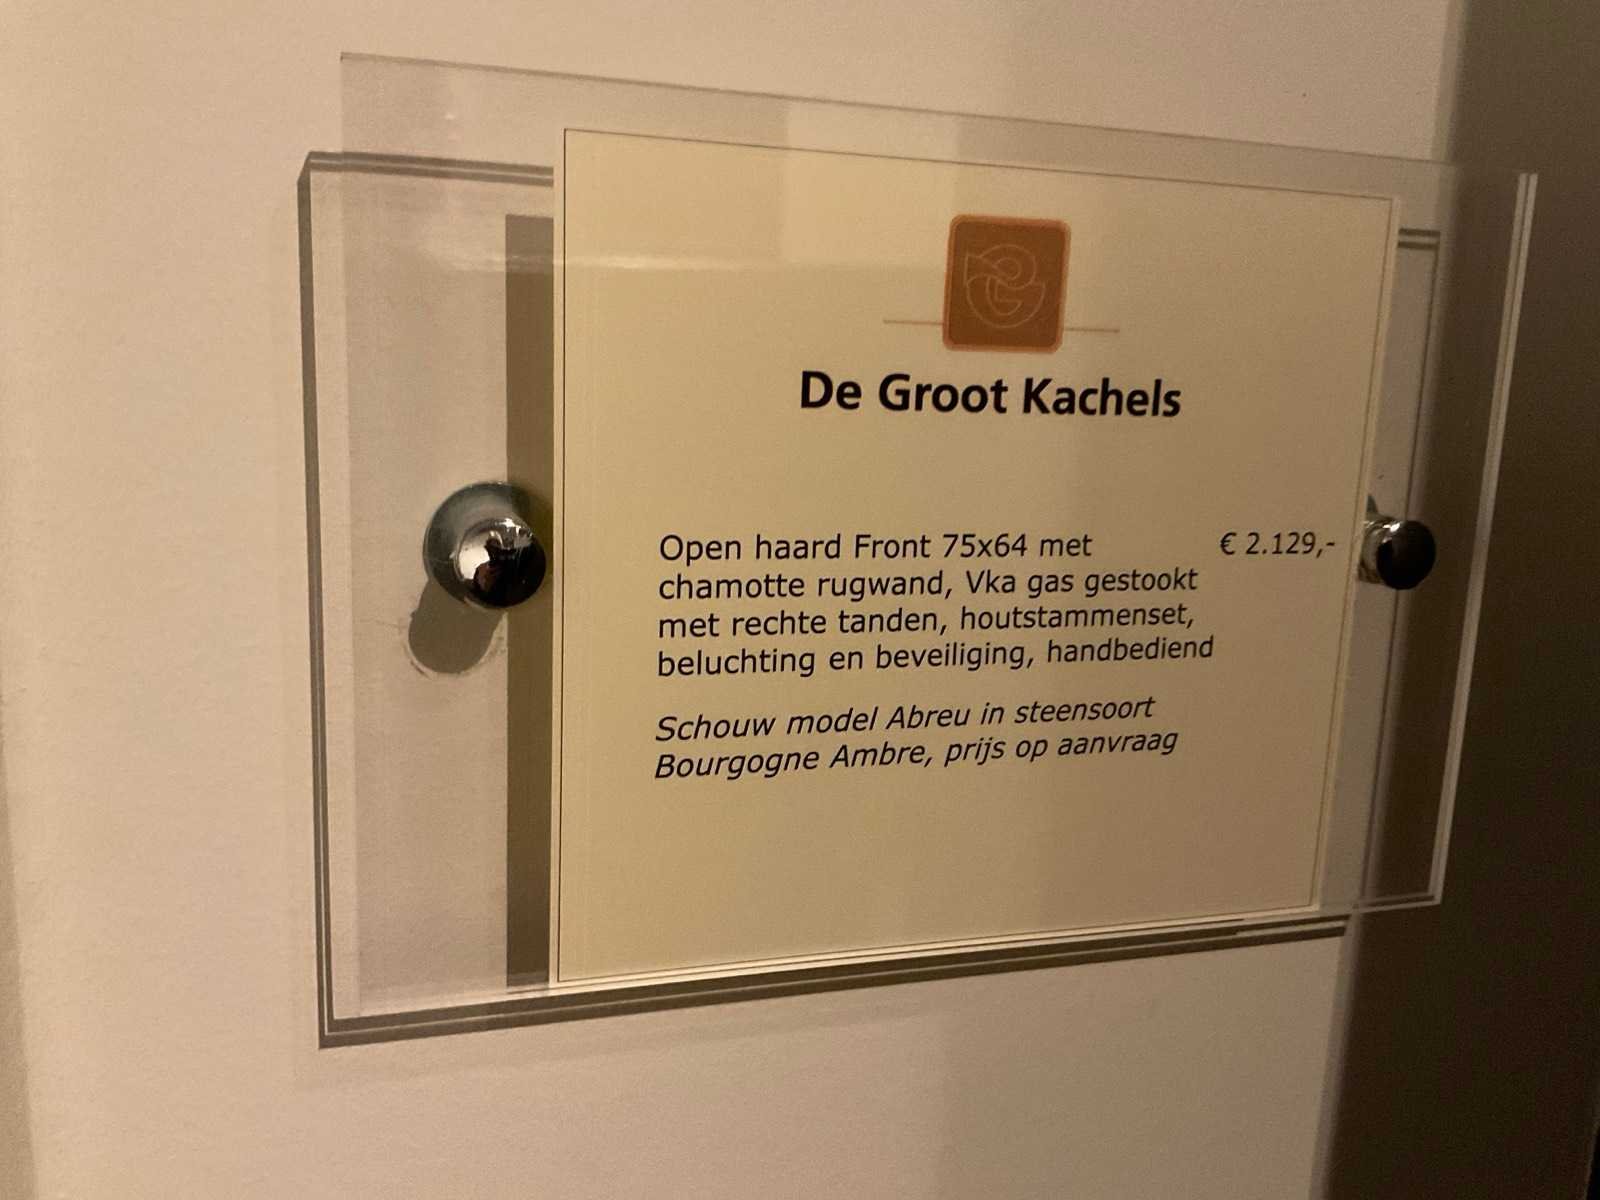 De Groot Kachels
Open haard Front 75x64 met € 2.129,-
chamotte rugwand, Vka gas gestookt
met rechte tanden, houtstammenset,
beluchting en beveiliging, handbediend
Schouw model Abreu in steensoort
Bourgogne Ambre, prijs op aanvraag